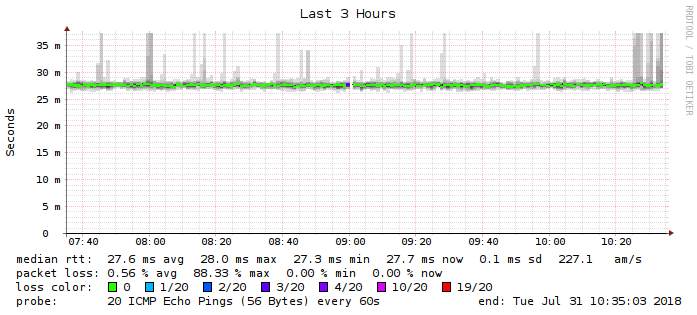 Last 3 Hours
RRDTOOL / TOBI OETIKER
Seconds
35 m
30 m
25 m
20 m
15 m
10 m
5 m
0
07:40 08:00 08:20 08:40 09:00 09:20 09:40 10:00 10:20
median rtt: 27.6 ms avg 28.0 ms max 27.3 ms min 27.7 ms now 0.1 ms sd 227.1 am/s
packet loss: 0.56 % avg 88.33 % max 0.00 % min 0.00 % now
loss color: 0 1/20 2/20 3/20 4/20 10/20 19/20
probe: 20 ICMP Echo Pings (56 Bytes) every 60s end: Tue Jul 31 10:35:03 2018